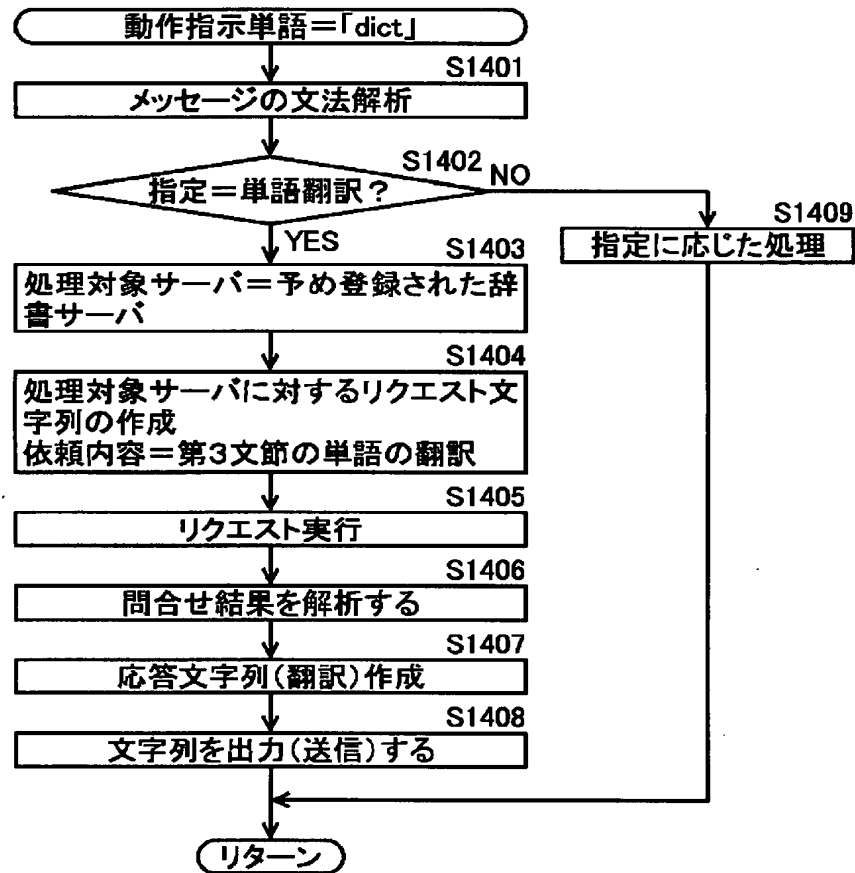 動作指示単語=「dict」
S1401
メッセージの文法解析
S1402
指定=単語翻訳?
NO
YES
S1409
指定に応じた処理
S1403
処理対象サーバ=予め登録された辞
書サーバ
S1404
処理対象サーバに対するリクエスト文
字列の作成
依頼内容=第3文節の単語の翻訳
S1405
リクエスト実行
S1406
問合せ結果を解析する
S1407
応答文字列(翻訳)作成
S1408
文字列を出力(送信)する
リターン